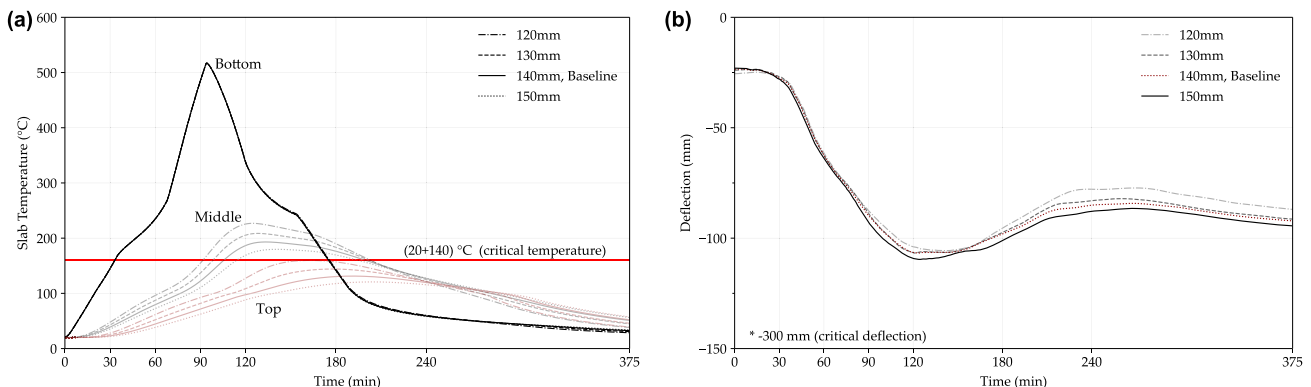 (a)
600
500
400
300
200
100
0
Slab Temperature (°C)
Bottom
Middle
Top
(20+140) °C (critical temperature)
120mm
130mm
140mm, Baseline
150mm
0
30
60
90
120
180
240
375
Time (min)
(b)
0
−50
−100
−150
Deflection (mm)
120mm
130mm
140mm, Baseline
150mm
* -300 mm (critical deflection)
0
30
60
90
120
180
240
375
Time (min)